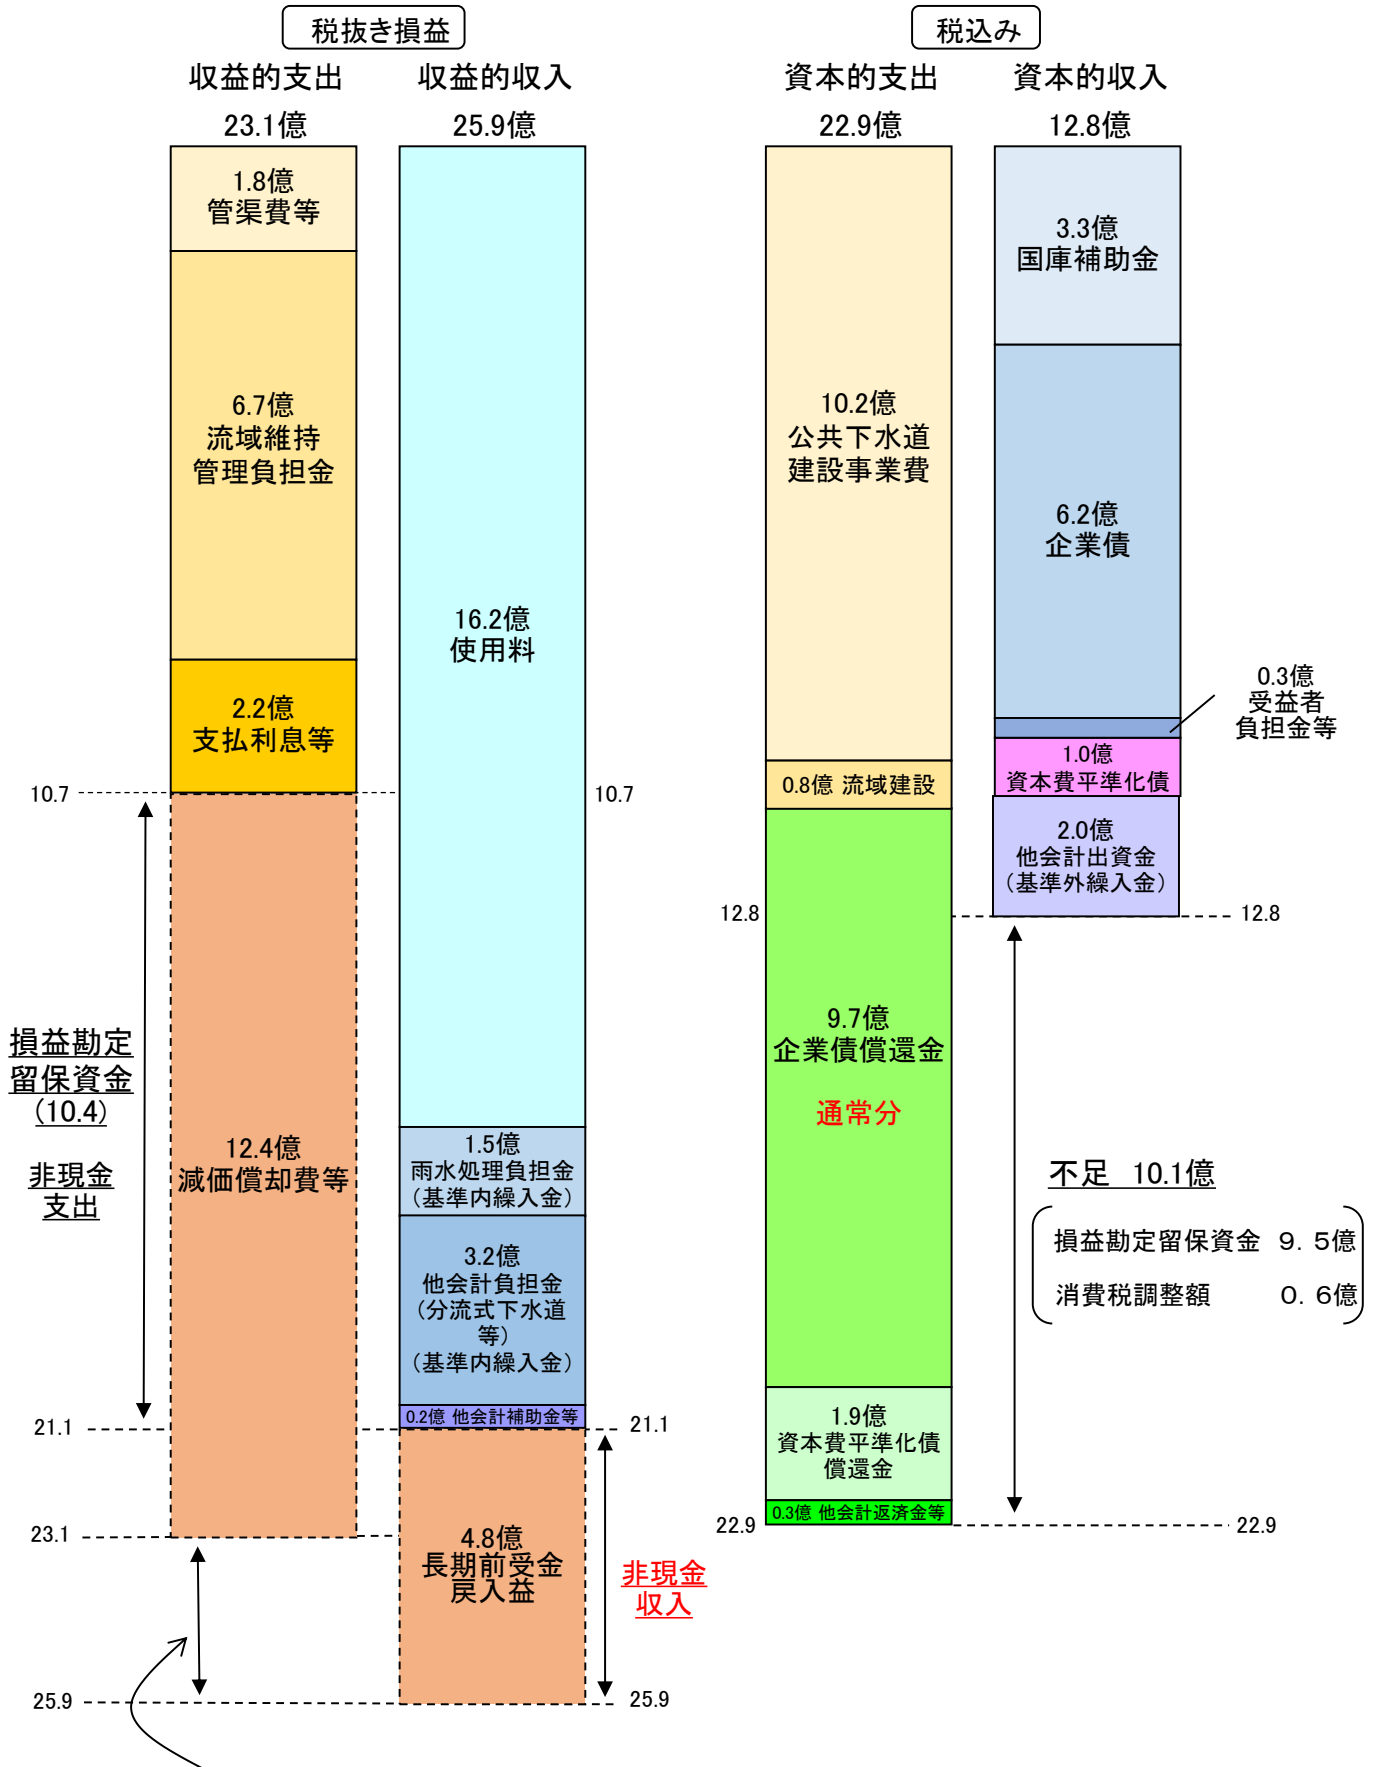 税抜き損益
収益的支出
23.1億
収益的収入
25.9億
1.8億
管渠費等
6.7億
流域維持
管理負担金
2.2億
支払利息等
10.7
12.4億
減価償却費等
損益勘定
留保資金
(10.4)
非現金
支出
21.1
23.1
25.9
16.2億
使用料
10.7
1.5億
雨水処理負担金
(基準内繰入金)
3.2億
他会計負担金
(分流式下水道
等)
(基準内繰入金)
0.2億 他会計補助金等
21.1
4.8億
長期前受金
戻入益
非現金
収入
25.9
税込み
資本的支出
22.9億
資本的収入
12.8億
10.2億
公共下水道
建設事業費
0.8億 流域建設
12.8
9.7億
企業債償還金
通常分
1.9億
資本費平準化債
償還金
0.3億 他会計返済金等
22.9
3.3億
国庫補助金
6.2億
企業債
0.3億
受益者
負担金等
1.0億
資本費平準化債
2.0億
他会計出資金
(基準外繰入金)
12.8
不足 10.1億
損益勘定留保資金 9.5億
消費税調整額 0.6億
22.9